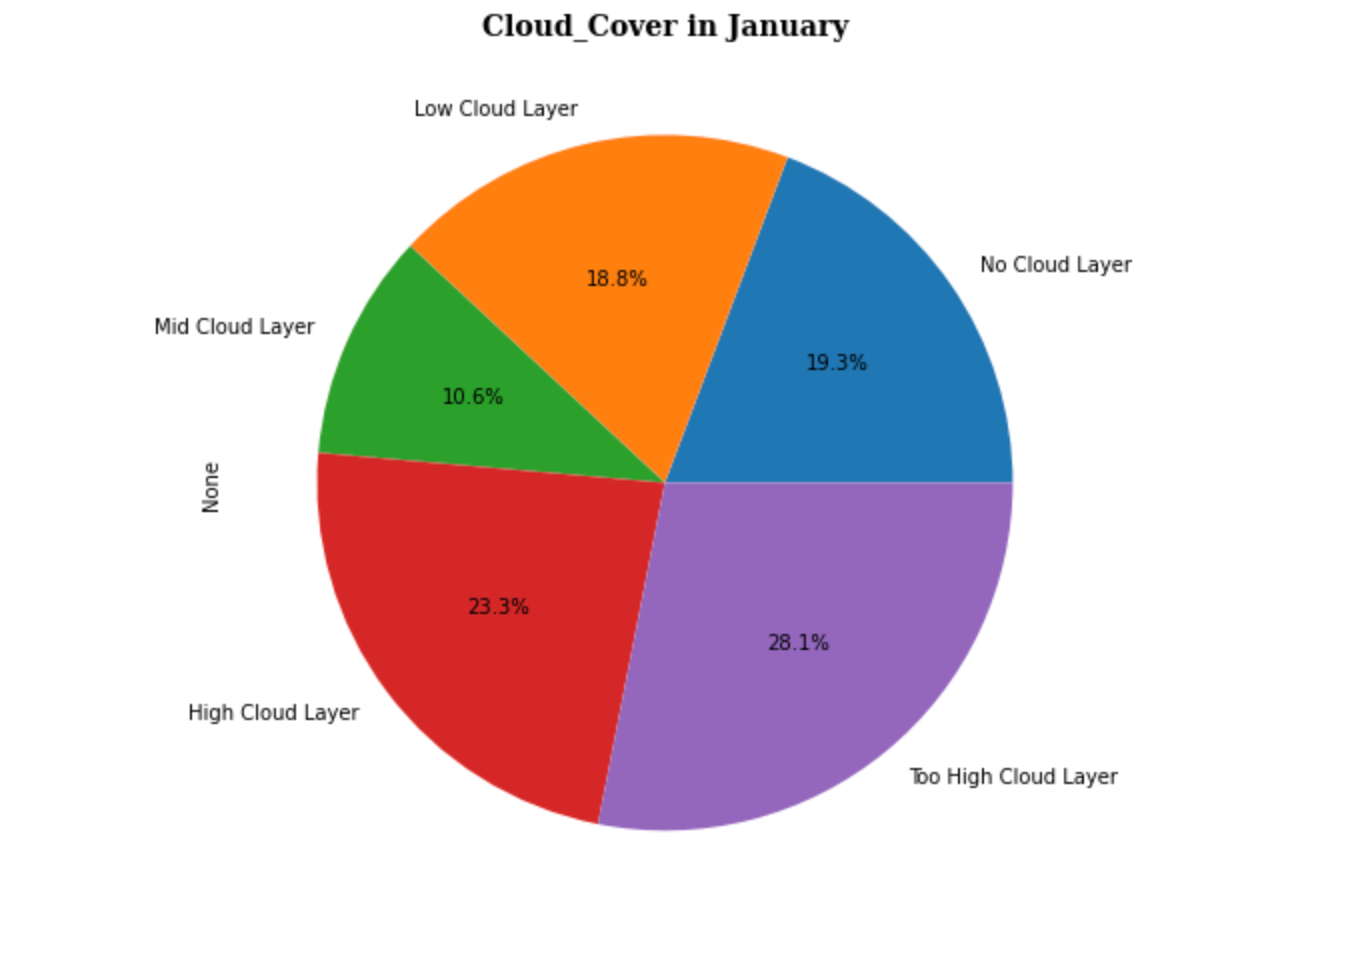 Cloud_Cover in January
Low Cloud Layer
No Cloud Layer
18.8%
Mid Cloud Layer
19.3%
10.6%
None
23.3%
28.1%
High Cloud Layer
Too High Cloud Layer